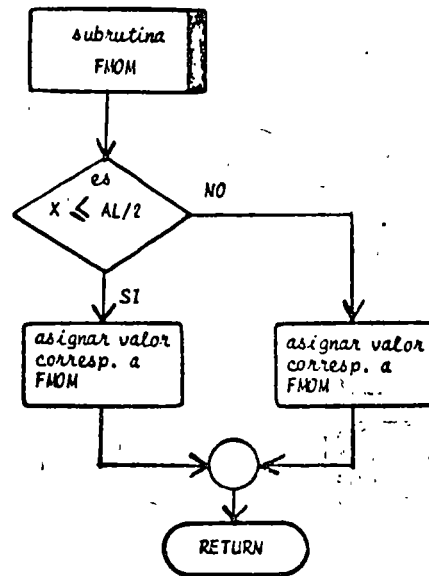 subrutina
FMOM
es
X ≤ AL/2
NO
SI
asignar valor
corresp. a
FMOM
asignar valor
corresp. a
FMOM
RETURN